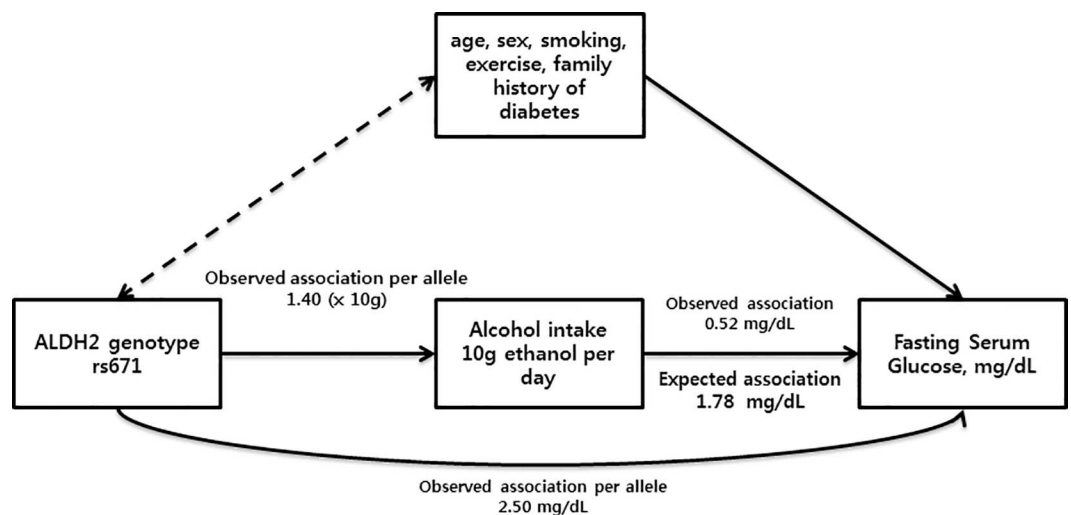 age, sex, smoking,
exercise, family
history of
diabetes
Observed association per allele
1.40 (x 10g)
Observed association
0.52 mg/dL
ALDH2 genotype
rs671
Alcohol intake
10g ethanol per
day
Fasting Serum
Glucose, mg/dL
Expected association
1.78 mg/dL
Observed association per allele
2.50 mg/dL